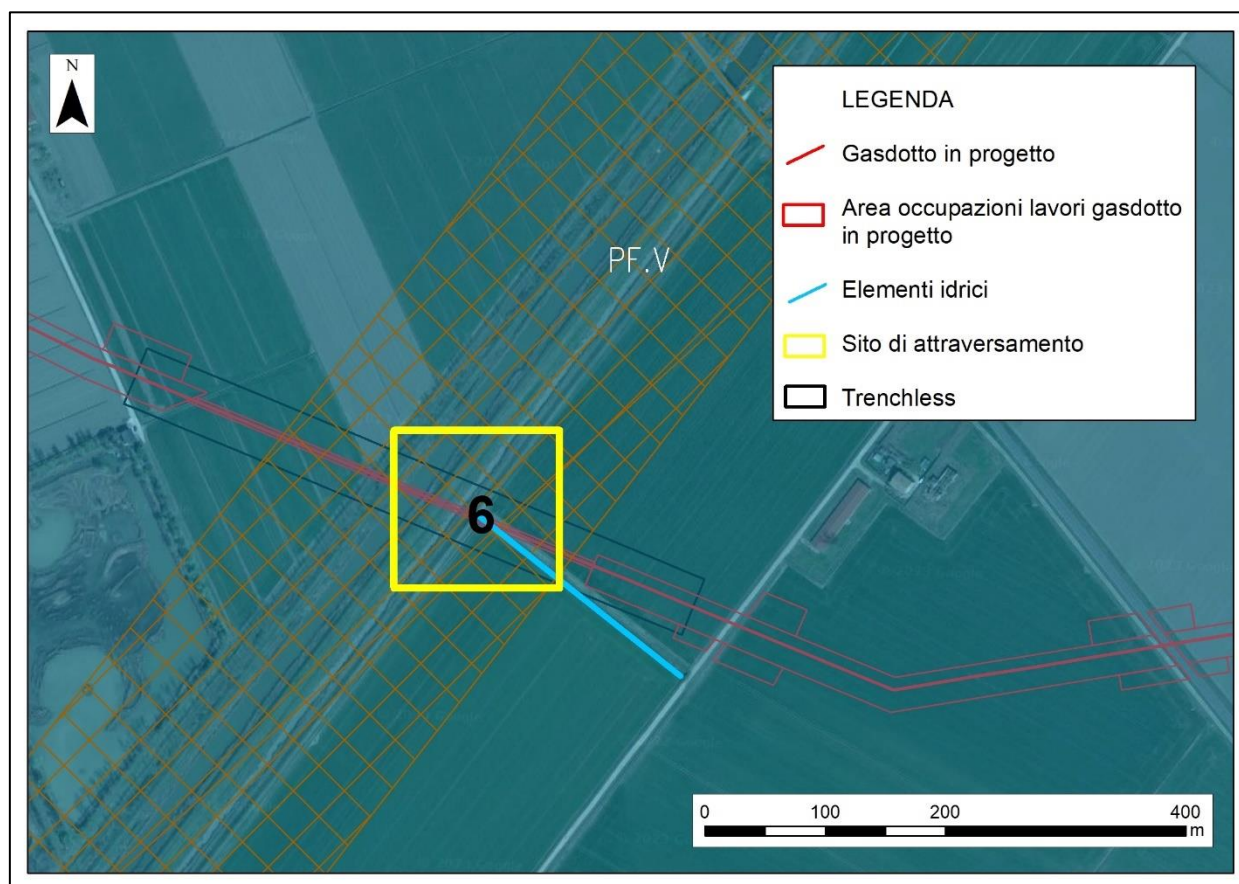 N
LEGENDA
Gasdotto in progetto
Area occupazioni lavori gasdotto
in progetto
Elementi idrici
Sito di attraversamento
Trenchless
PF.V
6
0 100 200 400
m